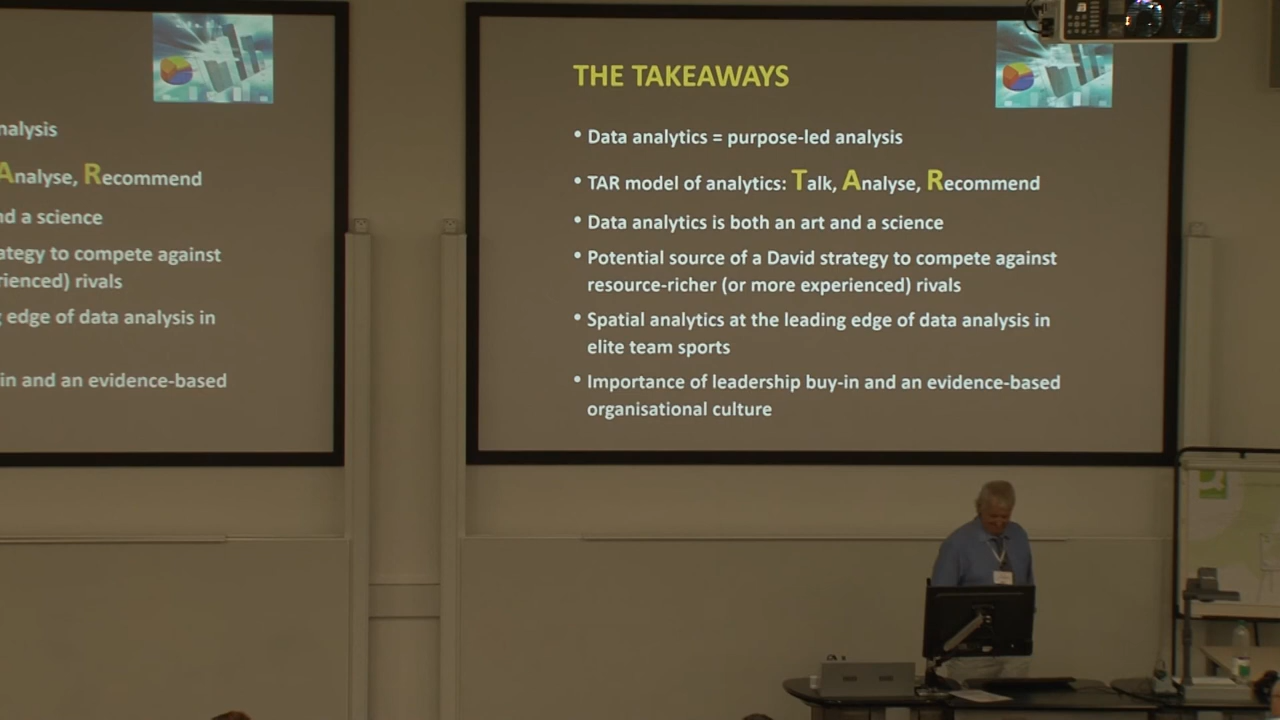 nalysis
Analyse, Recommend
nd a science
ategy to compete against
rienced) rivals
g edge of data analysis in
in and an evidence-based
THE TAKEAWAYS
• Data analytics = purpose-led analysis
• TAR model of analytics: Talk, Analyse, Recommend
• Data analytics is both an art and a science
• Potential source of a David strategy to compete against
resource-richer (or more experienced) rivals
• Spatial analytics at the leading edge of data analysis in
elite team sports
• Importance of leadership buy-in and an evidence-based
organisational culture